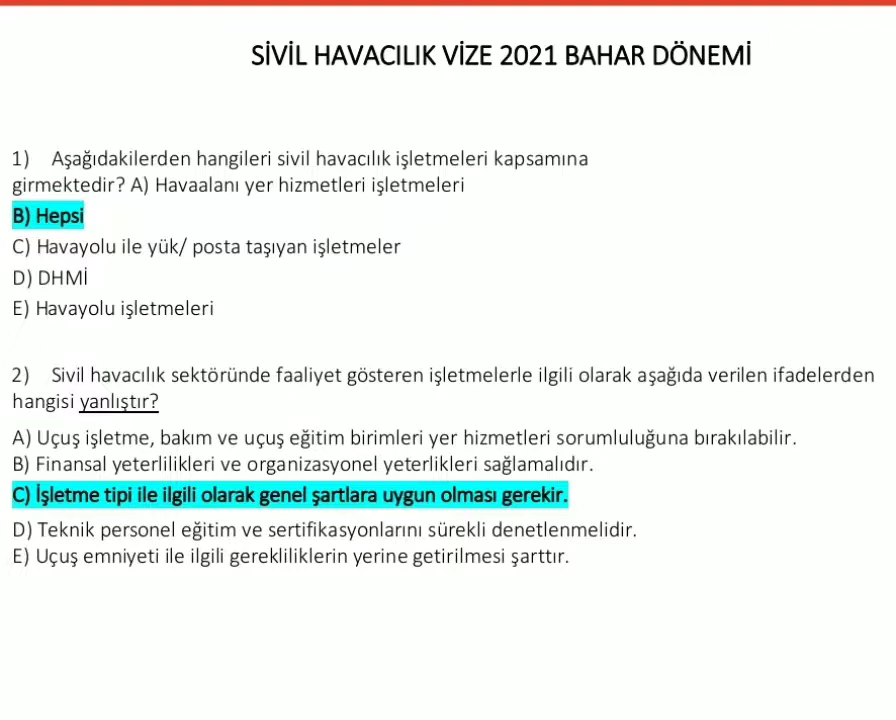 SİVİL HAVACILIK VİZE 2021 BAHAR DÖNEMİ
1) Aşağıdakilerden hangileri sivil havacılık işletmeleri kapsamına
girmektedir? A) Havaalanı yer hizmetleri işletmeleri
B) Hepsi
C) Havayolu ile yük/ posta taşıyan işletmeler
D) DHMİ
E) Havayolu işletmeleri
2) Sivil havacılık sektöründe faaliyet gösteren işletmelerle ilgili olarak aşağıda verilen ifadelerden
hangisi yanlıştır?
A) Uçuş işletme, bakım ve uçuş eğitim birimleri yer hizmetleri sorumluluğuna bırakılabilir.
B) Finansal yeterlilikleri ve organizasyonel yeterlikleri sağlamalıdır.
C) İşletme tipi ile ilgili olarak genel şartlara uygun olması gerekir.
D) Teknik personel eğitim ve sertifikasyonlarını sürekli denetlenmelidir.
E) Uçuş emniyeti ile ilgili gerekliliklerin yerine getirilmesi şarttır.